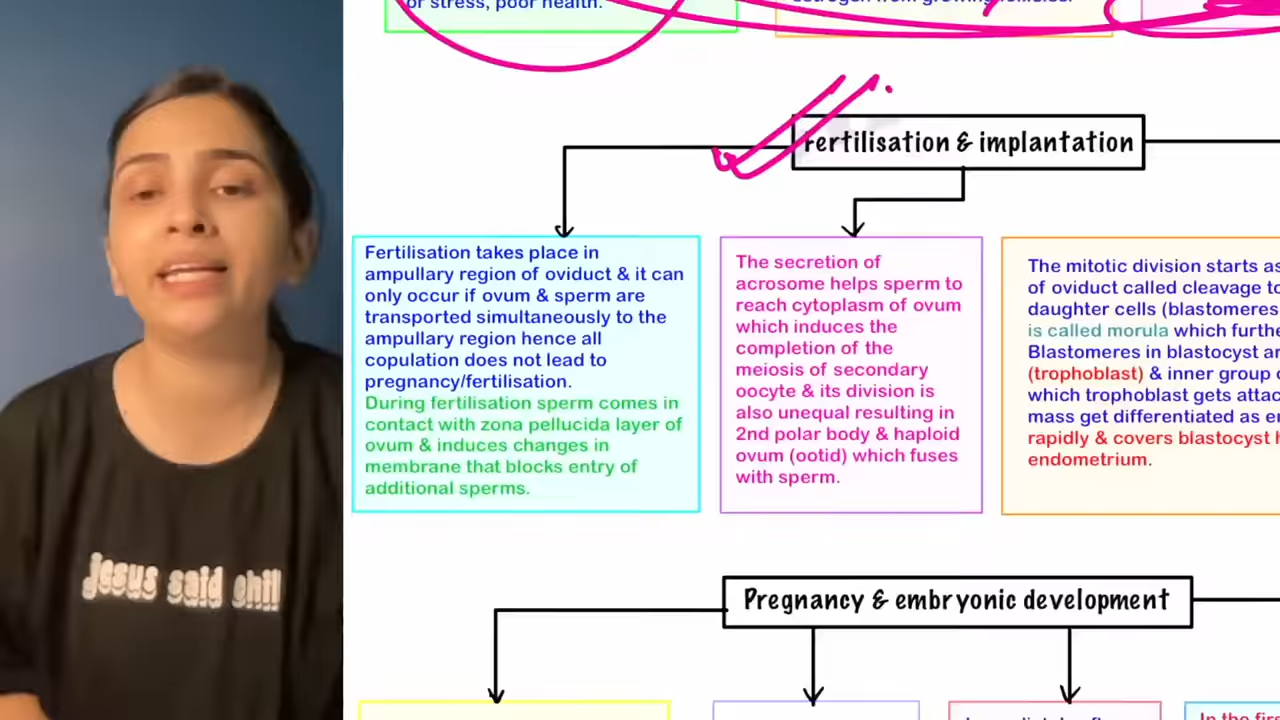 or stress, poor health.
estrogen from growing follicles.
Fertilisation & implantation
Fertilisation takes place in
ampullary region of oviduct & it can
only occur if ovum & sperm are
transported simultaneously to the
ampullary region hence all
copulation does not lead to
pregnancy/fertilisation.
During fertilisation sperm comes in
contact with zona pellucida layer of
ovum & induces changes in
membrane that blocks entry of
additional sperms.
The secretion of
acrosome helps sperm to
reach cytoplasm of ovum
which induces the
completion of the
meiosis of secondary
oocyte & its division is
also unequal resulting in
2nd polar body & haploid
ovum (ootid) which fuses
with sperm.
The mitotic division starts as
of oviduct called cleavage to
daughter cells (blastomeres
is called morula which furthe
Blastomeres in blastocyst ar
(trophoblast) & inner group o
which trophoblast gets attac
mass get differentiated as e
rapidly & covers blastocyst h
endometrium.
jesus said chil
Pregnancy & embryonic development
In the firs